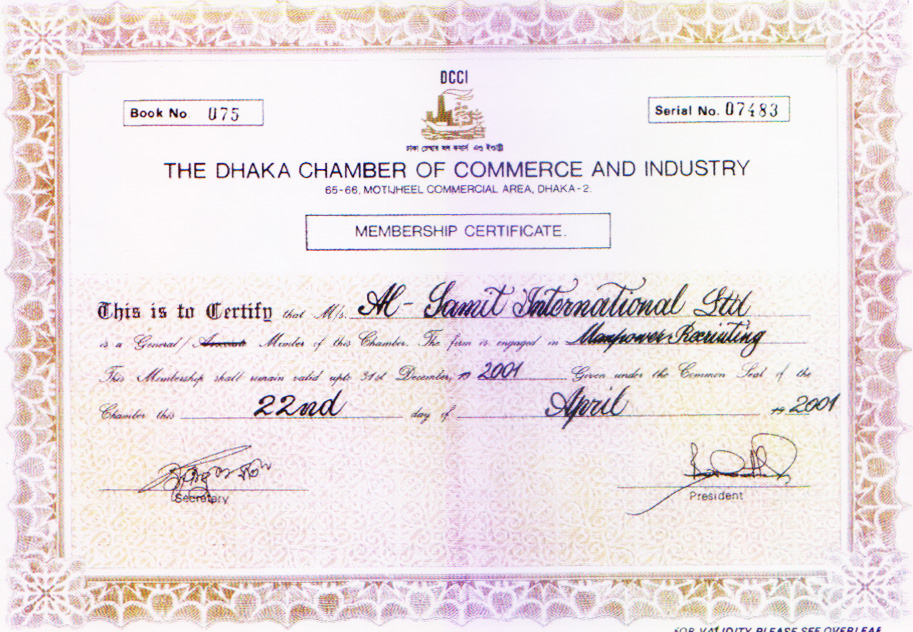 DCCI
Book No 075
Serial No. 07483
ঢাকা চেম্বার অব কমার্স এণ্ড ইণ্ডাষ্ট্রী
THE DHAKA CHAMBER OF COMMERCE AND INDUSTRY
65-66, MOTIJHEEL COMMERCIAL AREA, DHAKA-2.
MEMBERSHIP CERTIFICATE.
This is to Certify that M/s. Al-Samit International Ltd
is a General/Associate Member of this Chamber. The firm is engaged in Manpower Recruiting
This Membership shall remain valid upto 31st December, 19 2001 Given under the Common Seal of the
Chamber this 22nd day of April 19 2001
Secretary
President
FOR VALIDITY PLEASE SEE OVERLEAF